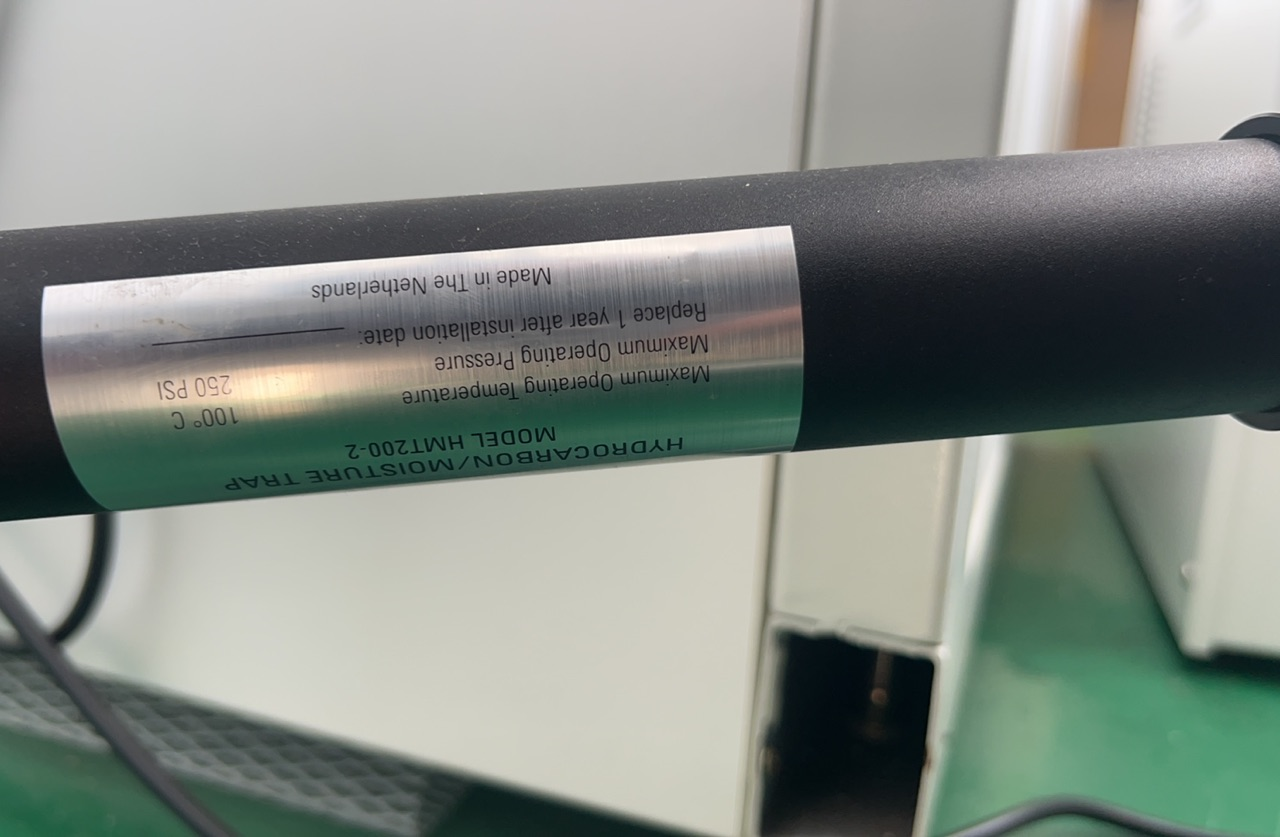 HYDROCARBON/MOISTURE TRAP
MODEL HMT200-2
Maximum Operating Temperature 100° C
Maximum Operating Pressure 250 PSI
Replace 1 year after installation date:
Made in The Netherlands